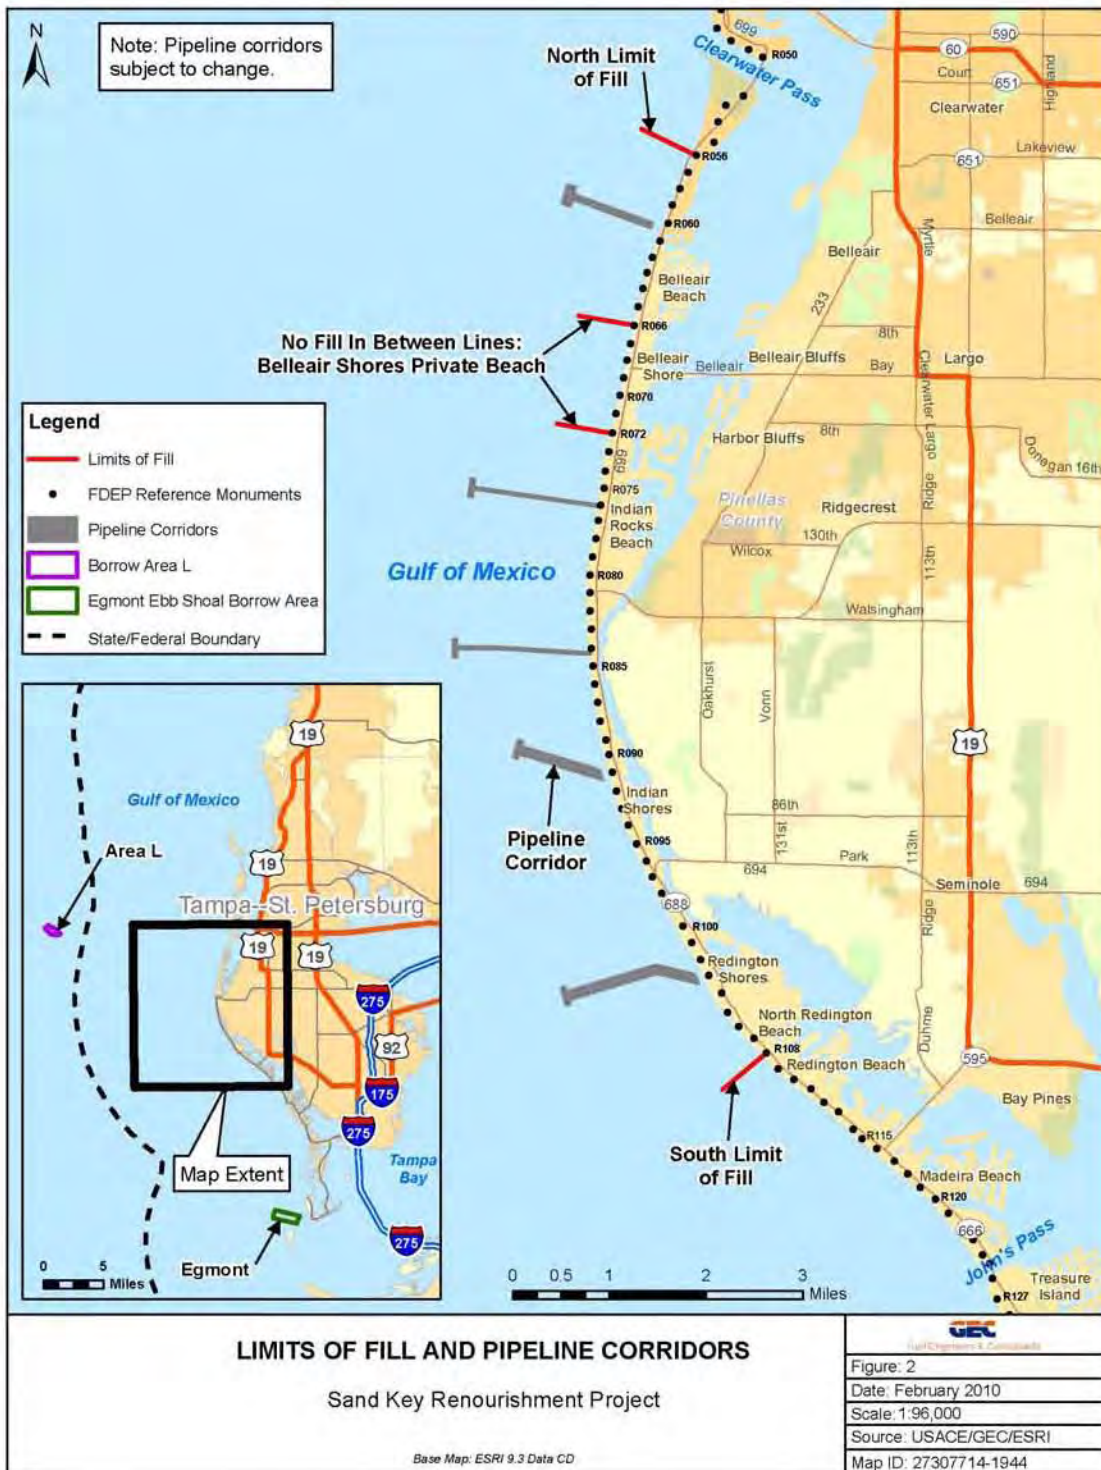 N
Note: Pipeline corridors
subject to change.
699
Clearwater Pass
R050
590
60
Court
651
Highland
Clearwater
North Limit
of Fill
Lakeview
651
R056
R060
Belleair
Myrtle
Belleair
Belleair
Beach
233
R066
8th
No Fill In Between Lines:
Belleair Shores Private Beach
Belleair
Shore
Belleair
Belleair Bluffs
Bay
Largo
Clearwater Largo
R070
R072
Harbor Bluffs
8th
Donegan
16th
699
R075
Indian
Rocks
Beach
Pinellas
County
Ridgecrest
Ridge
130th
Wilcox
113th
Gulf of Mexico
R080
Walsingham
R085
Oakhurst
Vonn
19
R090
Indian
Shores
86th
131st
Pipeline
Corridor
R095
Park
694
113th
Seminole
694
688
Ridge
R100
Redington
Shores
North Redington
Beach
Duhme
R108
Redington Beach
595
Bay Pines
South Limit
of Fill
R115
Madeira Beach
R120
666
John's Pass
Treasure
Island
R127
Legend
Limits of Fill
FDEP Reference Monuments
Pipeline Corridors
Borrow Area L
Egmont Ebb Shoal Borrow Area
State/Federal Boundary
19
Gulf of Mexico
Area L
19
Tampa--St. Petersburg
19
19
275
92
175
275
Map Extent
Tampa
Bay
275
Egmont
0 5
Miles
0 0.5 1 2 3
Miles
LIMITS OF FILL AND PIPELINE CORRIDORS
Sand Key Renourishment Project
Base Map: ESRI 9.3 Data CD
GEC
Figure: 2
Date: February 2010
Scale: 1:96,000
Source: USACE/GEC/ESRI
Map ID: 27307714-1944